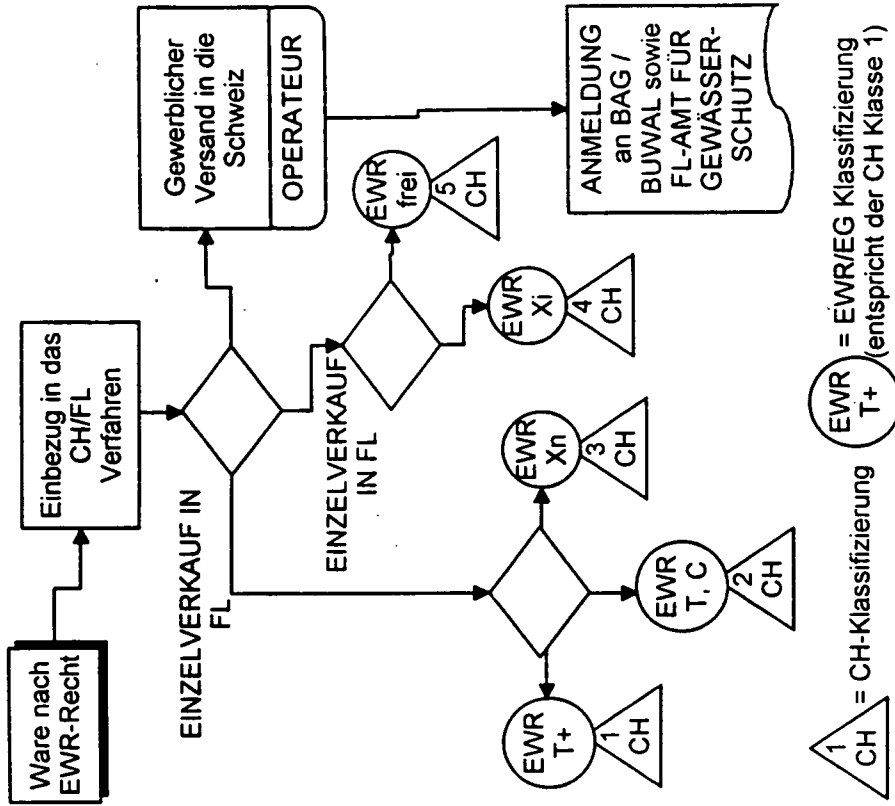 Ware nach
EWR-Recht
Einbezug in das
CH/FL
Verfahren
Gewerblicher
Versand in die
Schweiz
OPERATEUR
EINZELVERKAUF IN
FL
EINZELVERKAUF
IN FL
ANMELDUNG
an BAG /
BUWAL sowie
FL-AMT FÜR
GEWÄSSER-
SCHUTZ
EWR
T+
1
CH
EWR
T, C
2
CH
EWR
Xn
3
CH
EWR
Xi
4
CH
EWR
frei
5
CH
1
CH
= CH-Klassifizierung
EWR
T+
= EWR/EG Klassifizierung
(entspricht der CH Klasse 1)